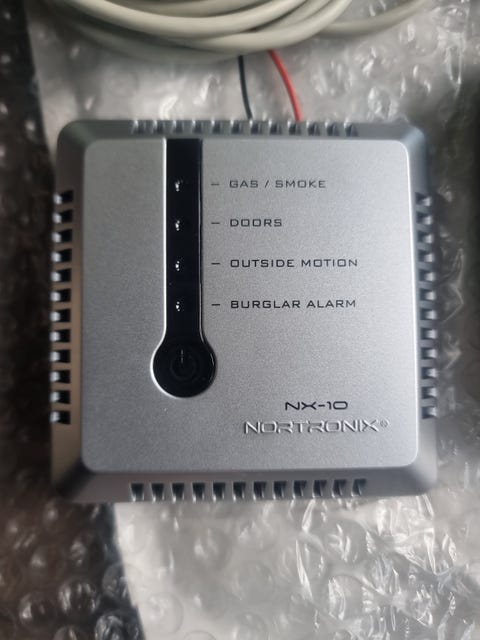 – GAS / SMOKE
– DOORS
– OUTSIDE MOTION
– BURGLAR ALARM
NX-10
NORTRONIX®